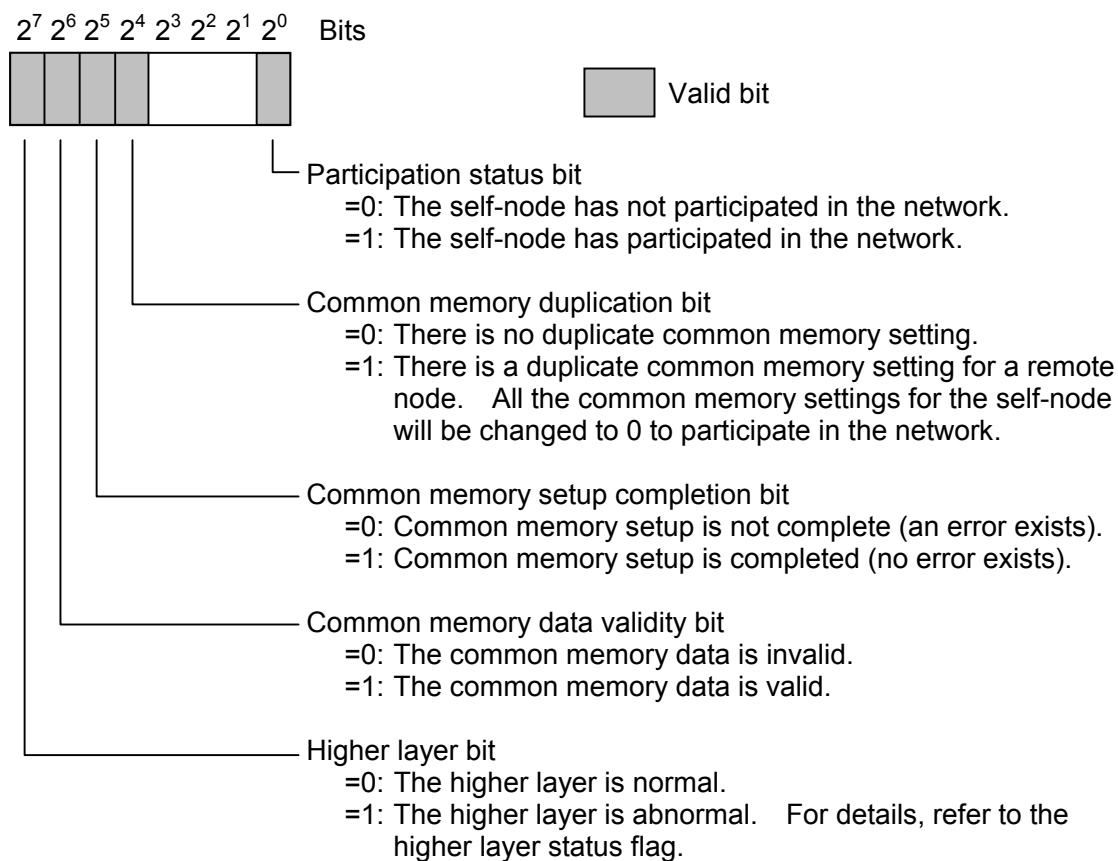 2⁷ 2⁶ 2⁵ 2⁴ 2³ 2² 2¹ 2⁰ Bits
Valid bit
Participation status bit
=0: The self-node has not participated in the network.
=1: The self-node has participated in the network.
Common memory duplication bit
=0: There is no duplicate common memory setting.
=1: There is a duplicate common memory setting for a remote
node. All the common memory settings for the self-node
will be changed to 0 to participate in the network.
Common memory setup completion bit
=0: Common memory setup is not complete (an error exists).
=1: Common memory setup is completed (no error exists).
Common memory data validity bit
=0: The common memory data is invalid.
=1: The common memory data is valid.
Higher layer bit
=0: The higher layer is normal.
=1: The higher layer is abnormal. For details, refer to the
higher layer status flag.